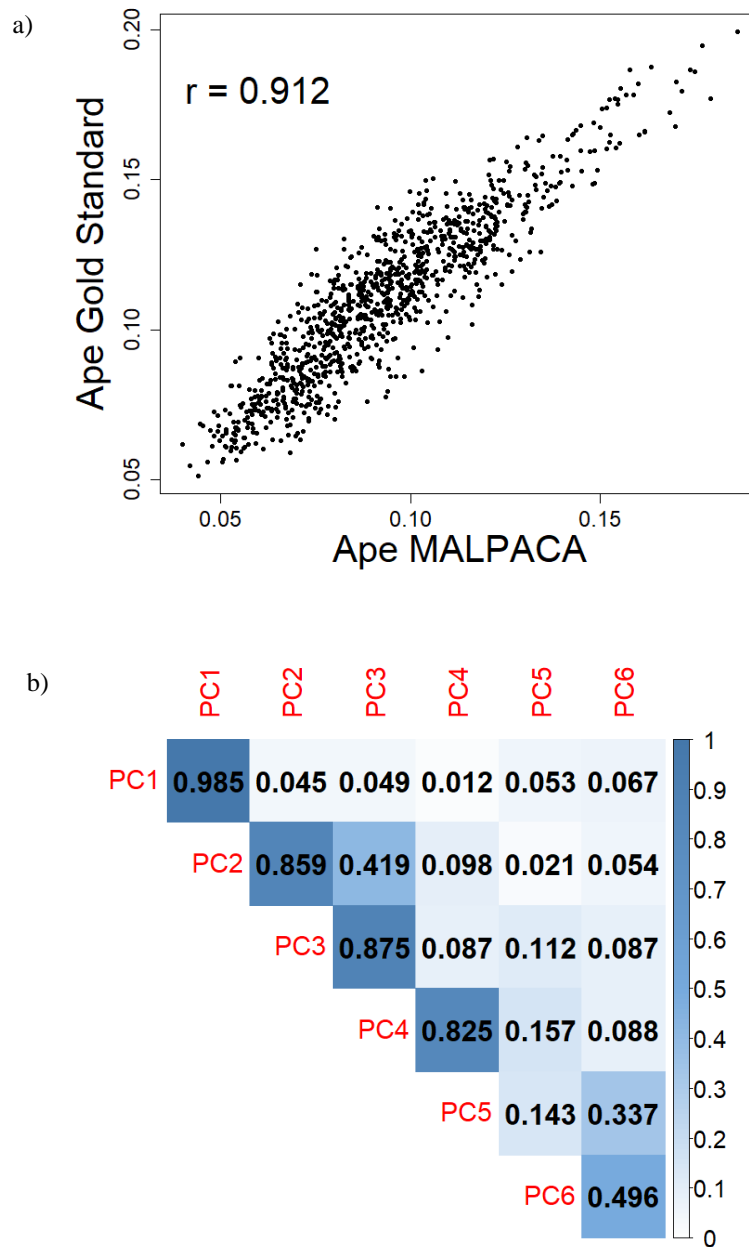 a)
r = 0.912
Ape Gold Standard
0.20
0.15
0.10
0.05
0.05 0.10 0.15
Ape MALPACA
b)
PC1 PC2 PC3 PC4 PC5 PC6
PC1 0.985 0.045 0.049 0.012 0.053 0.067
PC2 0.859 0.419 0.098 0.021 0.054
PC3 0.875 0.087 0.112 0.087
PC4 0.825 0.157 0.088
PC5 0.143 0.337
PC6 0.496
1
0.9
0.8
0.7
0.6
0.5
0.4
0.3
0.2
0.1
0